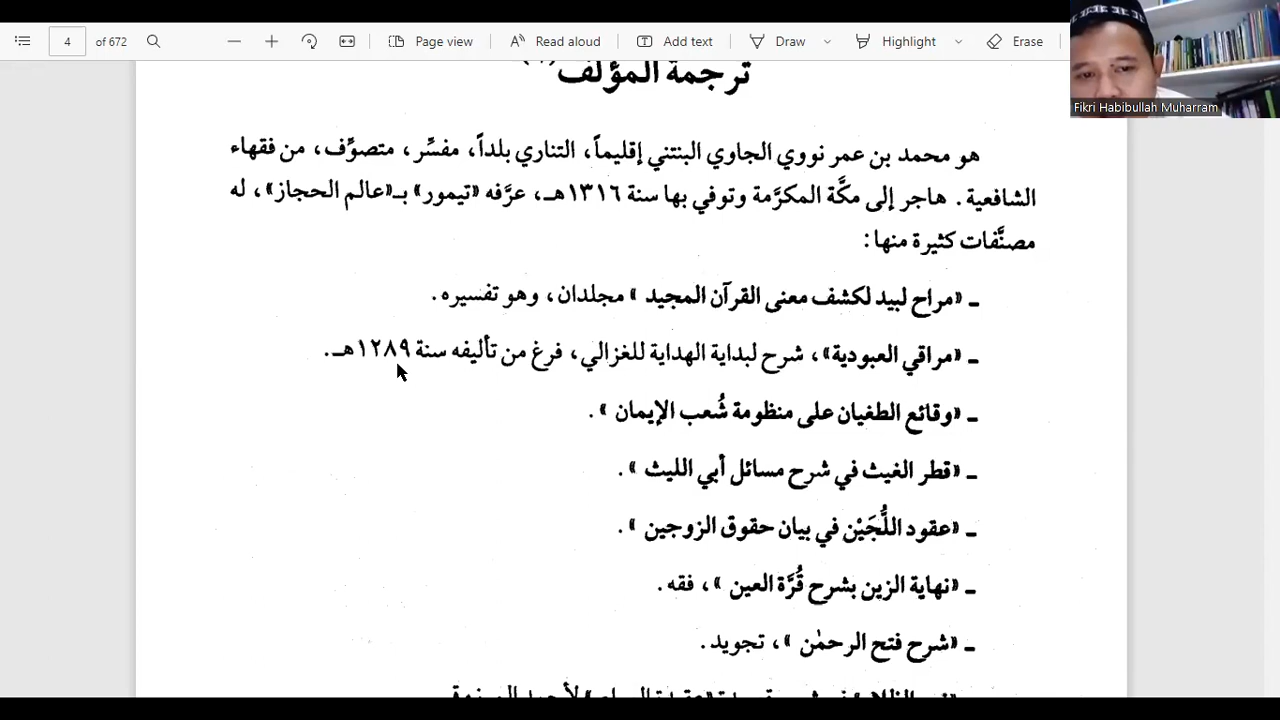 4
of 672
Page view
Read aloud
Add text
Draw
Highlight
Erase
Fikri Habibullah Muharram
ترجمة المؤلف
هو محمد بن عمر نووي الجاوي البنتني إقليماً، التناري بلداً، مفسِّر، متصوِّف، من فقهاء
الشافعية. هاجر إلى مكَّة المكرَّمة وتوفي بها سنة ١٣١٦هـ، عرَّفه «تيمور» بـ«عالم الحجاز»، له
مصنَّفات كثيرة منها:
ـ «مراح لبيد لكشف معنى القرآن المجيد» مجلدان، وهو تفسيره.
ـ «مراقي العبودية»، شرح لبداية الهداية للغزالي، فرغ من تأليفه سنة ١٢٨٩هـ.
ـ «وقائع الطغيان على منظومة شُعب الإيمان».
ـ «قطر الغيث في شرح مسائل أبي الليث».
ـ «عقود اللُّجَيْن في بيان حقوق الزوجين».
ـ «نهاية الزين بشرح قُرَّة العين»، فقه.
ـ «شرح فتح الرحمٰن»، تجويد.